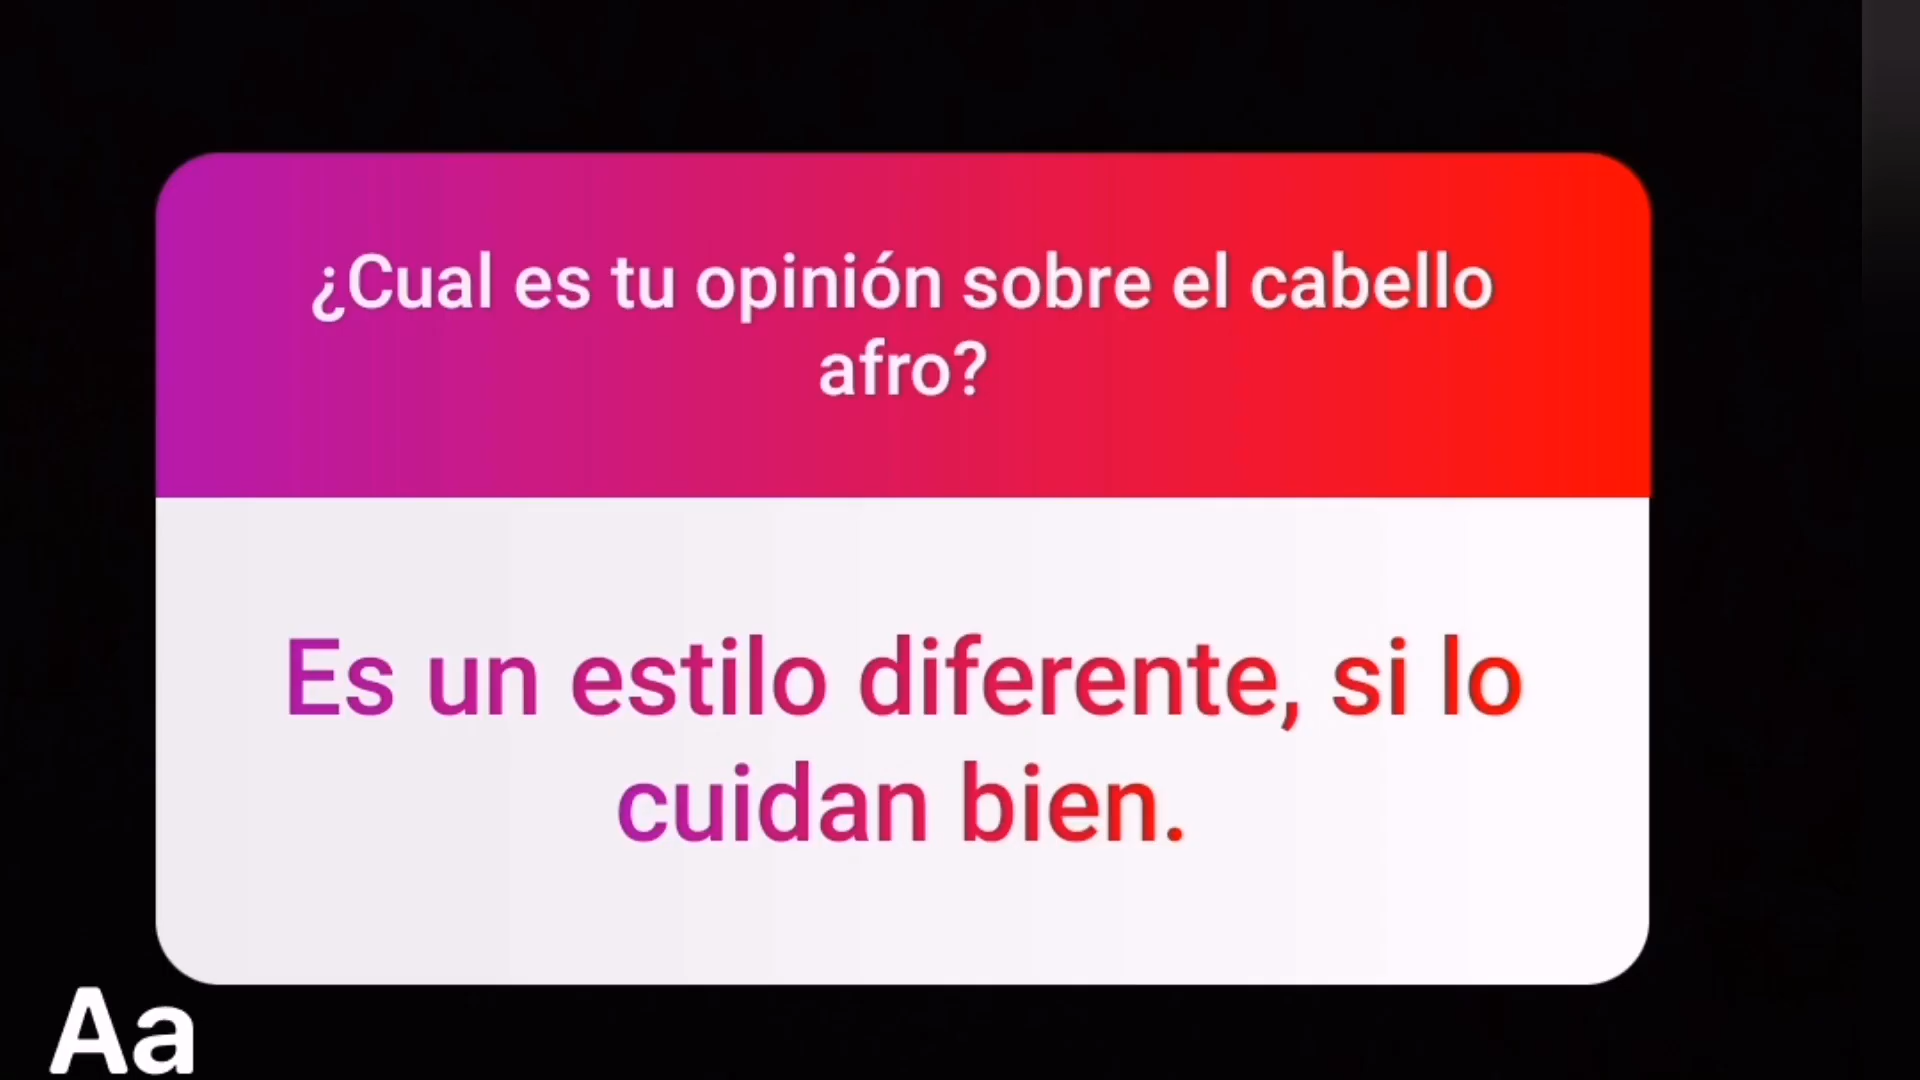 ¿Cual es tu opinión sobre el cabello
afro?
Es un estilo diferente, si lo
cuidan bien.
Aa